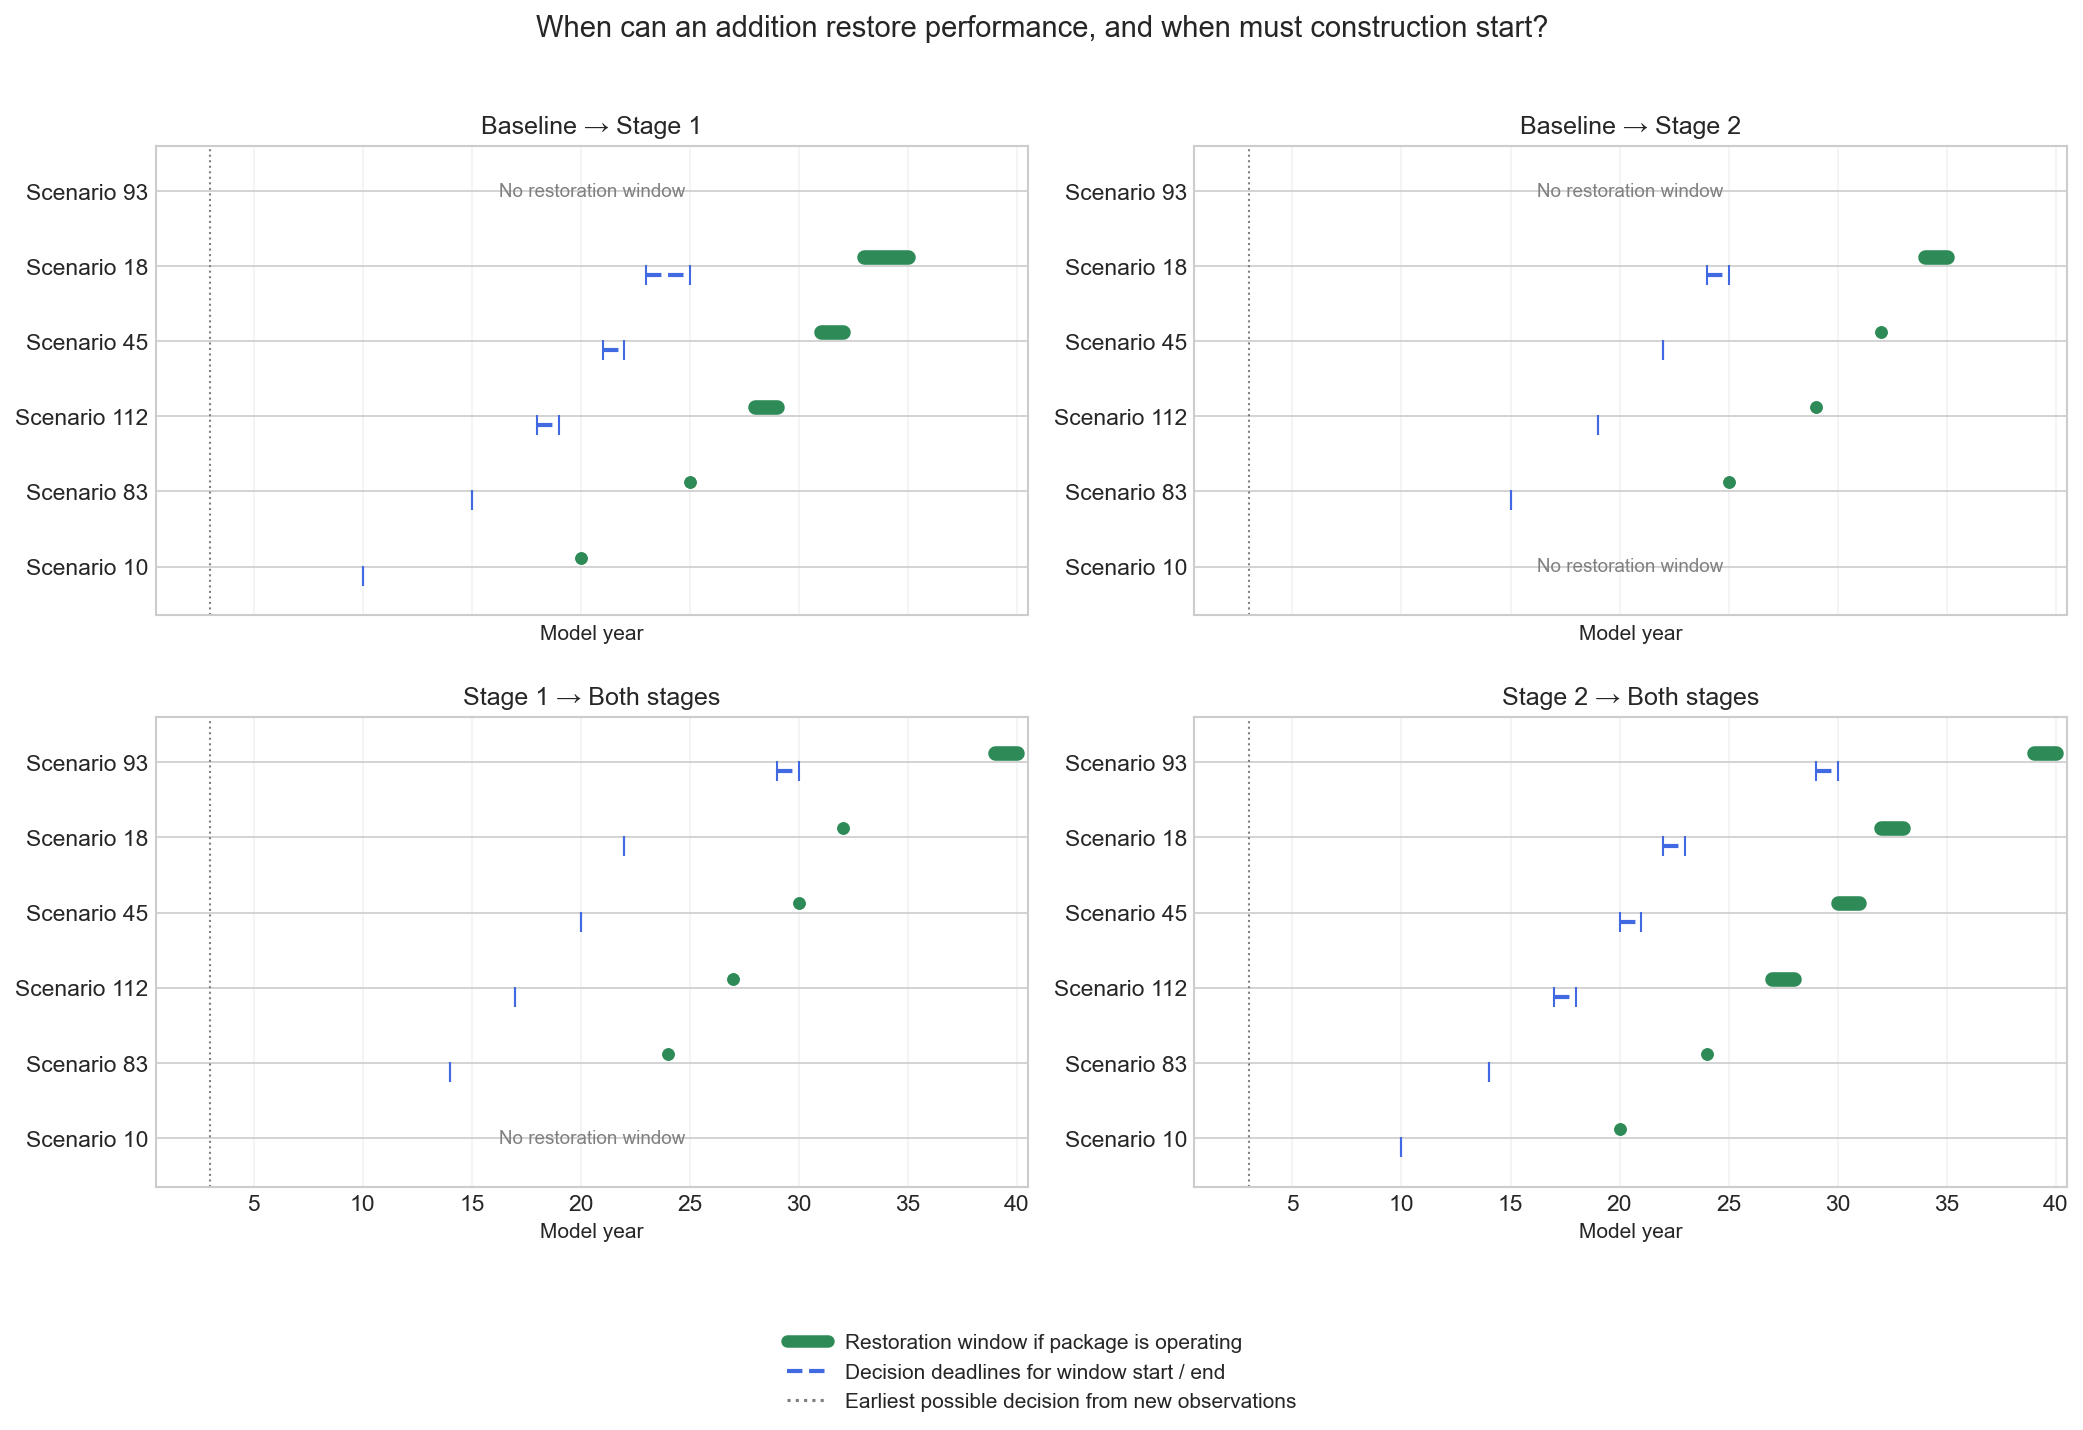 When can an addition restore performance, and when must construction start?
Baseline → Stage 1
Scenario 93
No restoration window
Scenario 18
Scenario 45
Scenario 112
Scenario 83
Scenario 10
Model year
Baseline → Stage 2
Scenario 93
No restoration window
Scenario 18
Scenario 45
Scenario 112
Scenario 83
Scenario 10
No restoration window
Model year
Stage 1 → Both stages
Scenario 93
Scenario 18
Scenario 45
Scenario 112
Scenario 83
Scenario 10
No restoration window
5 10 15 20 25 30 35 40
Model year
Stage 2 → Both stages
Scenario 93
Scenario 18
Scenario 45
Scenario 112
Scenario 83
Scenario 10
5 10 15 20 25 30 35 40
Model year
Restoration window if package is operating
Decision deadlines for window start / end
Earliest possible decision from new observations